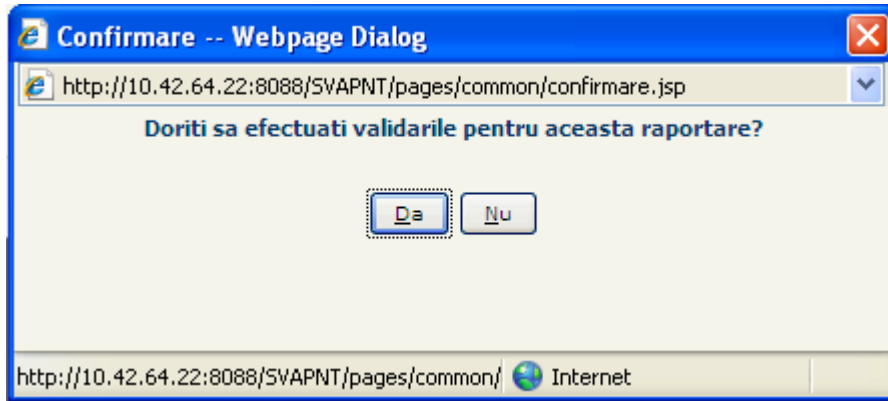 Confirmare -- Webpage Dialog
http://10.42.64.22:8088/SVAPNT/pages/common/confirmare.jsp
Doriti sa efectuati validarile pentru aceasta raportare?
Da Nu
http://10.42.64.22:8088/SVAPNT/pages/common/ Internet